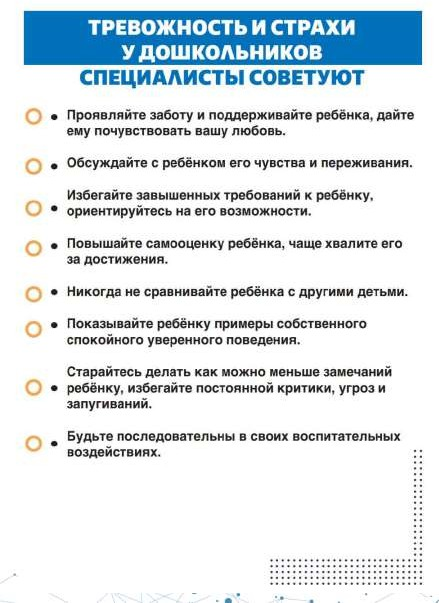 ТРЕВОЖНОСТЬ И СТРАХИ
У ДОШКОЛЬНИКОВ
СПЕЦИАЛИСТЫ СОВЕТУЮТ
• Проявляйте заботу и поддерживайте ребёнка, дайте
ему почувствовать вашу любовь.
• Обсуждайте с ребёнком его чувства и переживания.
Избегайте завышенных требований к ребёнку,
• ориентируйтесь на его возможности.
• Повышайте самооценку ребёнка, чаще хвалите его
за достижения.
• Никогда не сравнивайте ребёнка с другими детьми.
• Показывайте ребёнку примеры собственного
спокойного уверенного поведения.
Старайтесь делать как можно меньше замечаний
• ребёнку, избегайте постоянной критики, угроз и
запугиваний.
• Будьте последовательны в своих воспитательных
воздействиях.